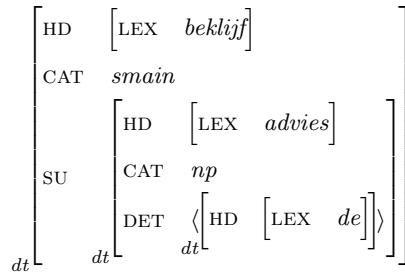 HD [LEX beklijf]
CAT smain
HD [LEX advies]
SU CAT np
DET ⟨ dt [HD [LEX de]]⟩
dt
dt